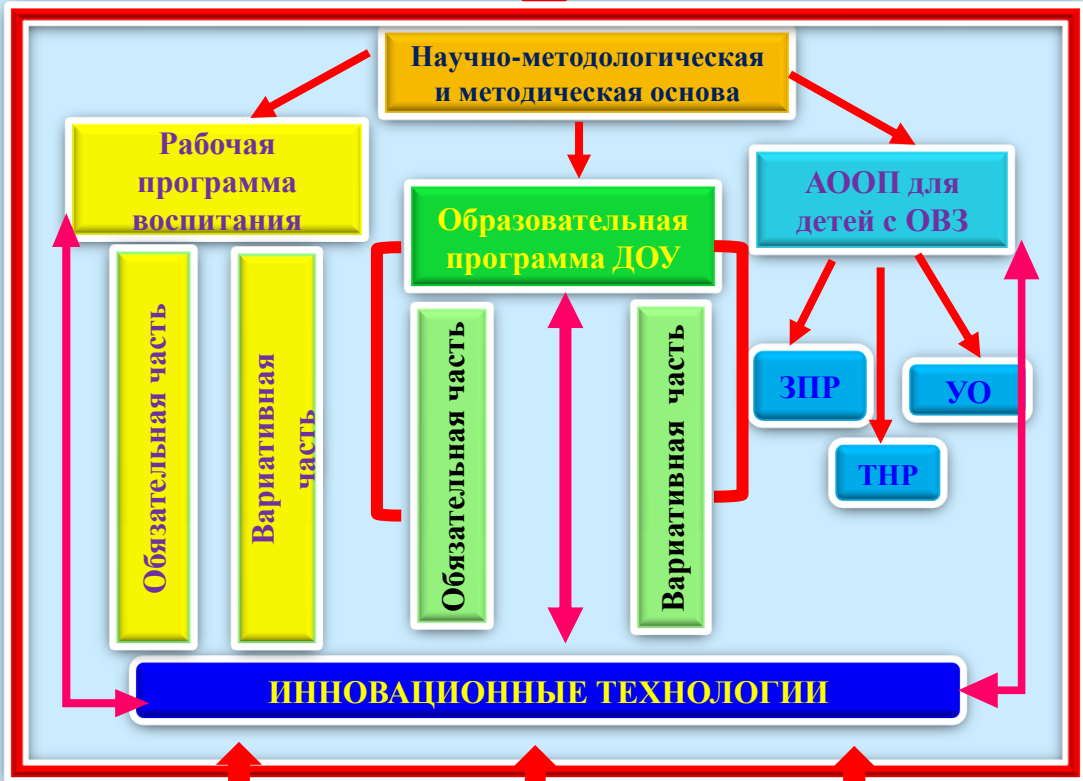 Научно-методологическая
и методическая основа
Рабочая
программа
воспитания
Образовательная
программа ДОУ
АООП для
детей с ОВЗ
Обязательная часть
Вариативная
часть
Обязательная часть
Вариативная часть
ЗПР
УО
ТНР
ИННОВАЦИОННЫЕ ТЕХНОЛОГИИ